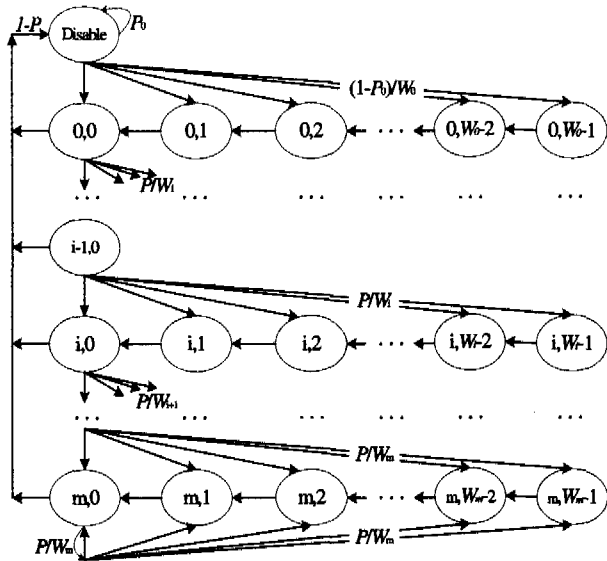 1-P Disable P₀
(1-P₀)/W₀
0,0 0,1 0,2 ... 0,W₀-2 0,W₀-1
P/W₁
... ... ... ... ...
i-1,0
P/Wᵢ
i,0 i,1 i,2 ... i,Wᵢ-2 i,Wᵢ-1
P/Wᵢ₊₁
... ... ... ... ...
P/Wₘ
m,0 m,1 m,2 ... m,Wₘ-2 m,Wₘ-1
P/Wₘ P/Wₘ